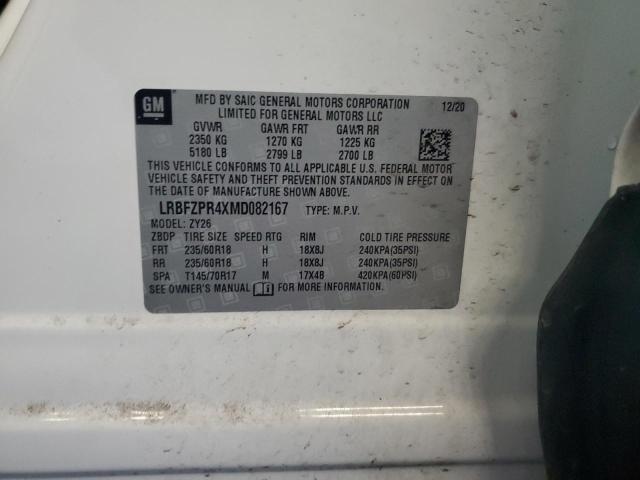 GM
MFD BY SAIC GENERAL MOTORS CORPORATION 12/20
LIMITED FOR GENERAL MOTORS LLC
GVWR GAWR FRT GAWR RR
2350 KG 1270 KG 1225 KG
5180 LB 2799 LB 2700 LB
THIS VEHICLE CONFORMS TO ALL APPLICABLE U.S. FEDERAL MOTOR
VEHICLE SAFETY AND THEFT PREVENTION STANDARDS IN EFFECT ON
THE DATE OF MANUFACTURE SHOWN ABOVE.
LRBFZPR4XMD082167 TYPE: M.P.V.
MODEL: ZY26
ZBDP TIRE SIZE SPEED RTG RIM COLD TIRE PRESSURE
FRT 235/60R18 H 18X8J 240KPA(35PSI)
RR 235/60R18 H 18X8J 240KPA(35PSI)
SPA T145/70R17 M 17X4B 420KPA(60PSI)
SEE OWNER'S MANUAL FOR MORE INFORMATION.